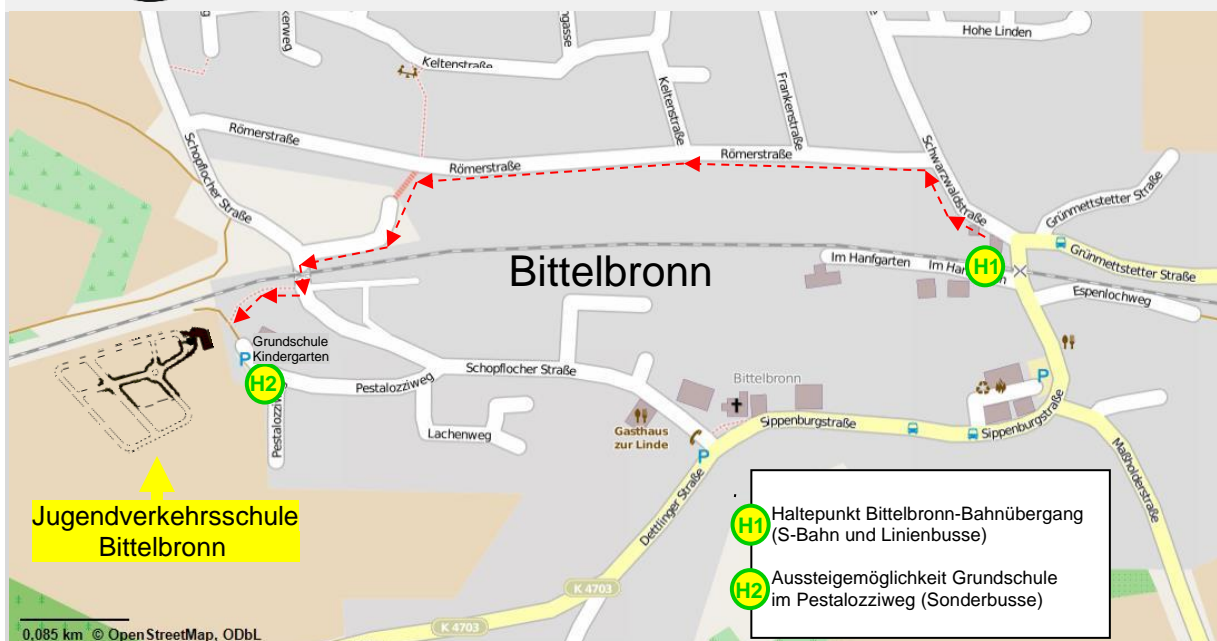 Hohe Linden
Keltenstraße
Keltenstraße
Frankenstraße
Römerstraße
Römerstraße
Römerstraße
Schopflocher Straße
Schwarzwaldstraße
Grünmettstetter Straße
Grünmettstetter Straße
Im Hanfgarten
H1
Bittelbronn
Espenlochweg
Grundschule
Kindergarten
P
H2
Pestalozziweg
Pestalozziweg
Schopflocher Straße
Lachenweg
Bittelbronn
Gasthaus
zur Linde
P
P
Sippenburgstraße
Sippenburgstraße
Maßholderstraße
Dettlinger Straße
Jugendverkehrsschule
Bittelbronn
H1 Haltepunkt Bittelbronn-Bahnübergang
(S-Bahn und Linienbusse)
H2 Aussteigemöglichkeit Grundschule
im Pestalozziweg (Sonderbusse)
K 4703
K 4703
0,085 km © OpenStreetMap, ODbL